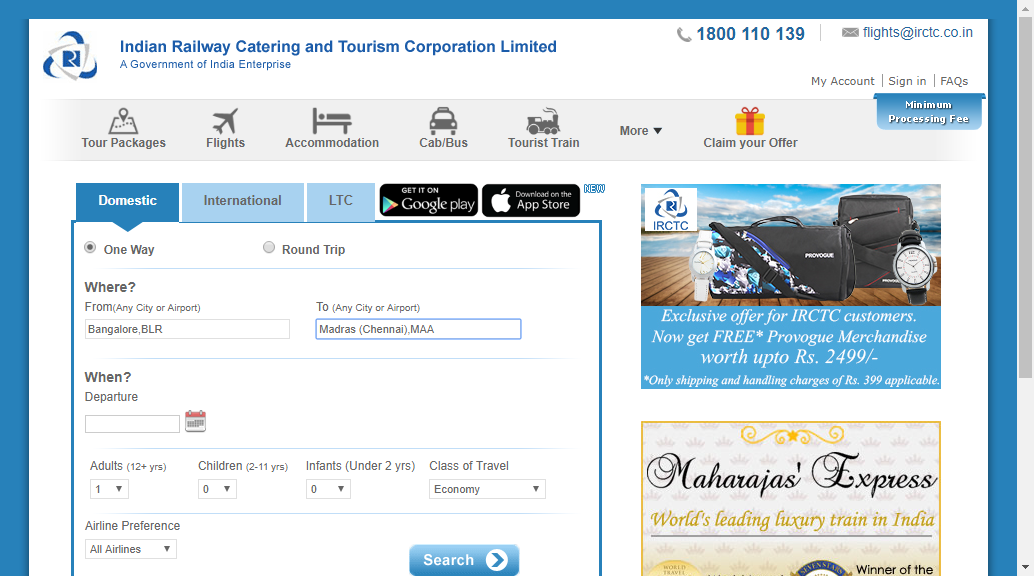 1800 110 139
flights@irctc.co.in
Indian Railway Catering and Tourism Corporation Limited
A Government of India Enterprise
My Account Sign in FAQs
Minimum
Processing Fee
Tour Packages Flights Accommodation Cab/Bus Tourist Train More Claim your Offer
Domestic International LTC
GET IT ON
Google play
Download on the
App Store
NEW
One Way Round Trip
Where?
From(Any City or Airport) To (Any City or Airport)
Bangalore,BLR Madras (Chennai),MAA
When?
Departure
Adults (12+ yrs) Children (2-11 yrs) Infants (Under 2 yrs) Class of Travel
1 0 0 Economy
Airline Preference
All Airlines
Search
IRCTC
PROVOGUE
Exclusive offer for IRCTC customers.
Now get FREE* Provogue Merchandise
worth upto Rs. 2499/-
*Only shipping and handling charges of Rs. 399 applicable.
Maharajas' Express
World's leading luxury train in India
WORLD
TRAVEL
SEVEN STARS
Winner of the